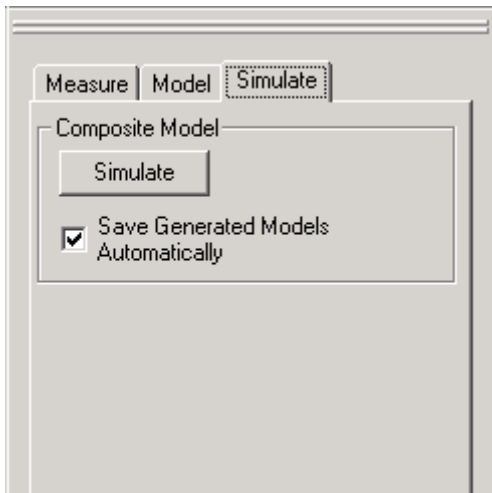 Measure Model Simulate
Composite Model
Simulate
Save Generated Models
Automatically